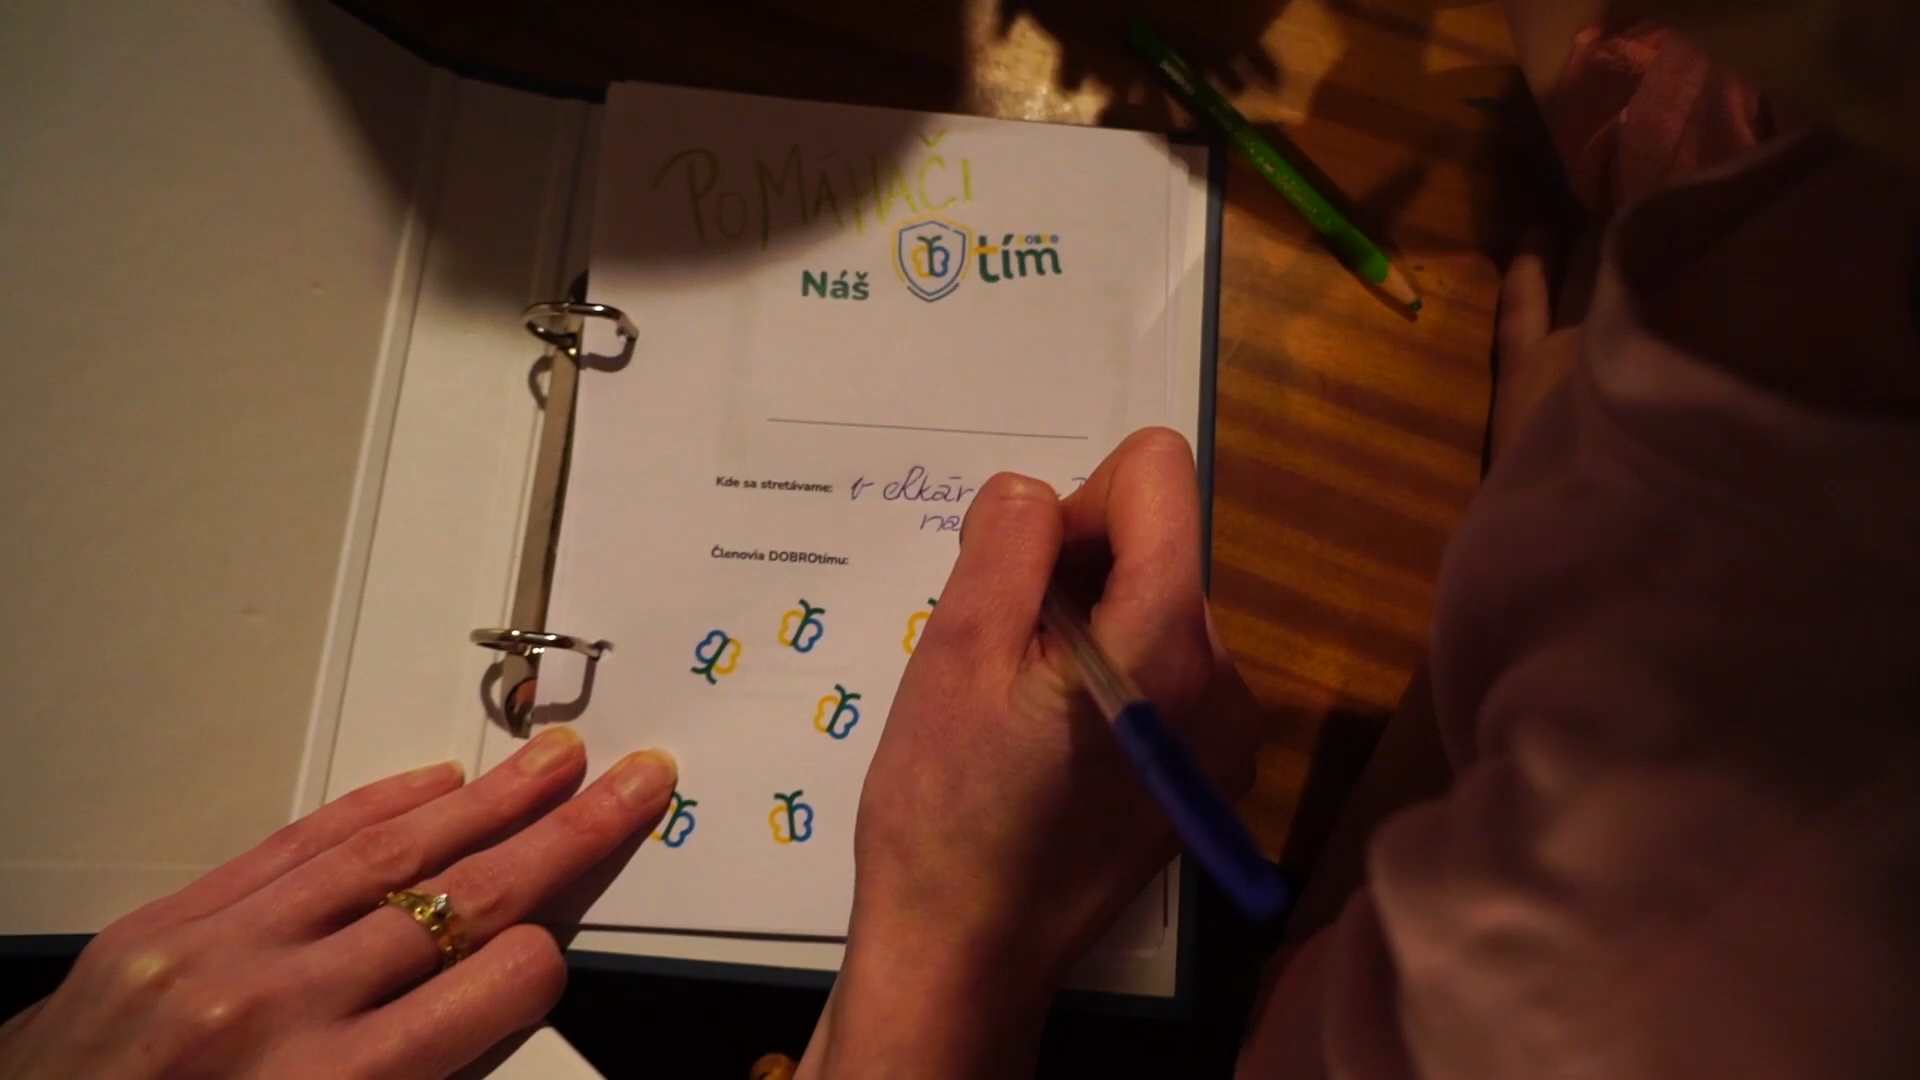 POMÁHAČI
Náš DOBRO tím
Kde sa stretávame: v
Členovia DOBROtímu: